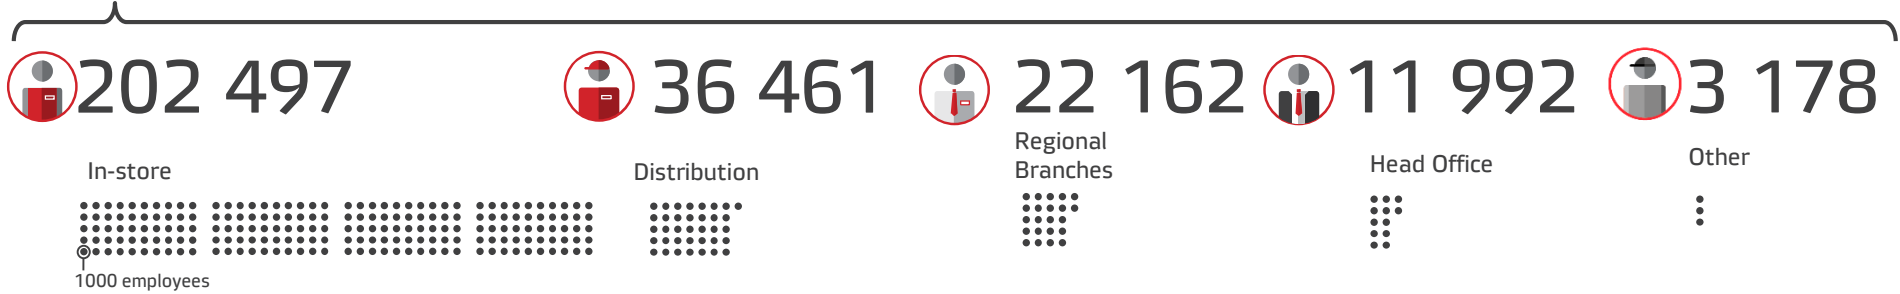 202 497
In-store
1000 employees
36 461
Distribution
22 162
Regional
Branches
11 992
Head Office
3 178
Other